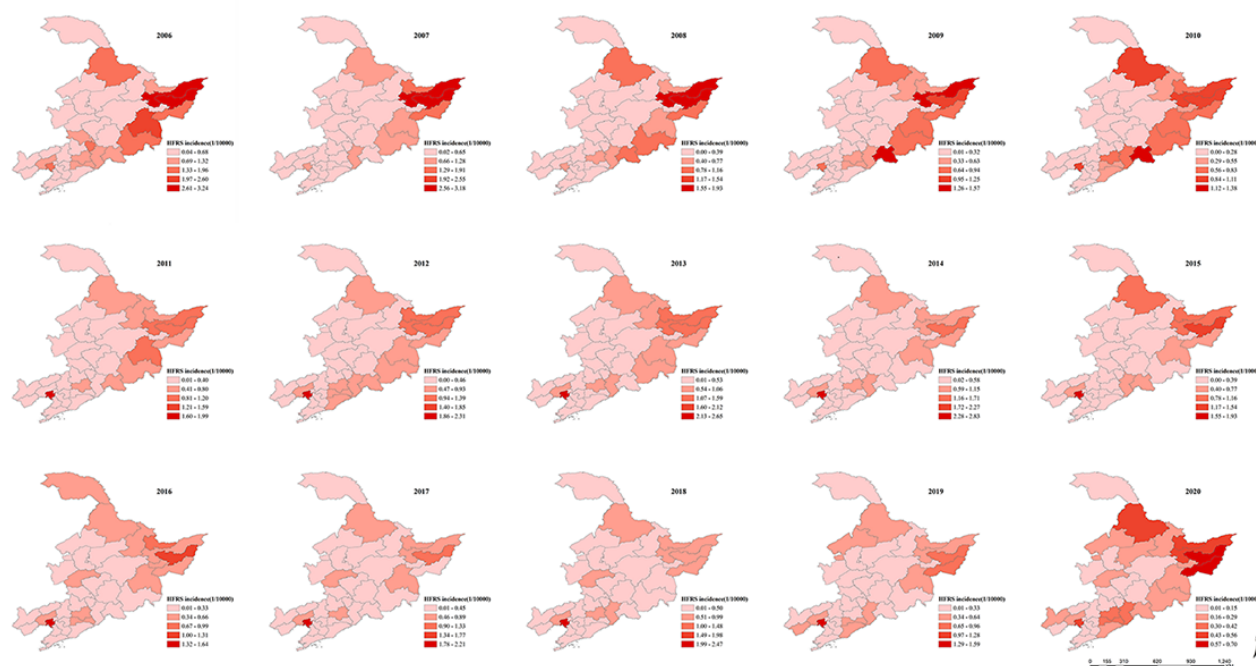 2006
HFRS incidence(1/10000)
0.04 - 0.68
0.69 - 1.32
1.33 - 1.96
1.97 - 2.60
2.61 - 3.24
2007
HFRS incidence(1/10000)
0.02 - 0.65
0.66 - 1.28
1.29 - 1.91
1.92 - 2.55
2.56 - 3.18
2008
HFRS incidence(1/10000)
0.00 - 0.39
0.40 - 0.77
0.78 - 1.16
1.17 - 1.54
1.55 - 1.93
2009
HFRS incidence(1/10000)
0.01 - 0.32
0.33 - 0.63
0.64 - 0.94
0.95 - 1.25
1.26 - 1.57
2010
HFRS incidence(1/10000)
0.00 - 0.28
0.29 - 0.55
0.56 - 0.83
0.84 - 1.11
1.12 - 1.38
2011
HFRS incidence(1/10000)
0.01 - 0.40
0.41 - 0.80
0.81 - 1.20
1.21 - 1.59
1.60 - 1.99
2012
HFRS incidence(1/10000)
0.00 - 0.46
0.47 - 0.93
0.94 - 1.39
1.40 - 1.85
1.86 - 2.31
2013
HFRS incidence(1/10000)
0.01 - 0.53
0.54 - 1.06
1.07 - 1.59
1.60 - 2.12
2.13 - 2.65
2014
HFRS incidence(1/10000)
0.02 - 0.58
0.59 - 1.15
1.16 - 1.71
1.72 - 2.27
2.28 - 2.83
2015
HFRS incidence(1/10000)
0.00 - 0.39
0.40 - 0.77
0.78 - 1.16
1.17 - 1.54
1.55 - 1.93
2016
HFRS incidence(1/10000)
0.01 - 0.33
0.34 - 0.66
0.67 - 0.99
1.00 - 1.31
1.32 - 1.64
2017
HFRS incidence(1/10000)
0.01 - 0.45
0.46 - 0.89
0.90 - 1.33
1.34 - 1.77
1.78 - 2.21
2018
HFRS incidence(1/10000)
0.01 - 0.50
0.51 - 0.99
1.00 - 1.48
1.49 - 1.98
1.99 - 2.47
2019
HFRS incidence(1/10000)
0.01 - 0.33
0.34 - 0.64
0.65 - 0.96
0.97 - 1.28
1.29 - 1.59
2020
HFRS incidence(1/10000)
0.01 - 0.15
0.16 - 0.29
0.30 - 0.42
0.43 - 0.56
0.57 - 0.70
0 155 310 620 930 1,240